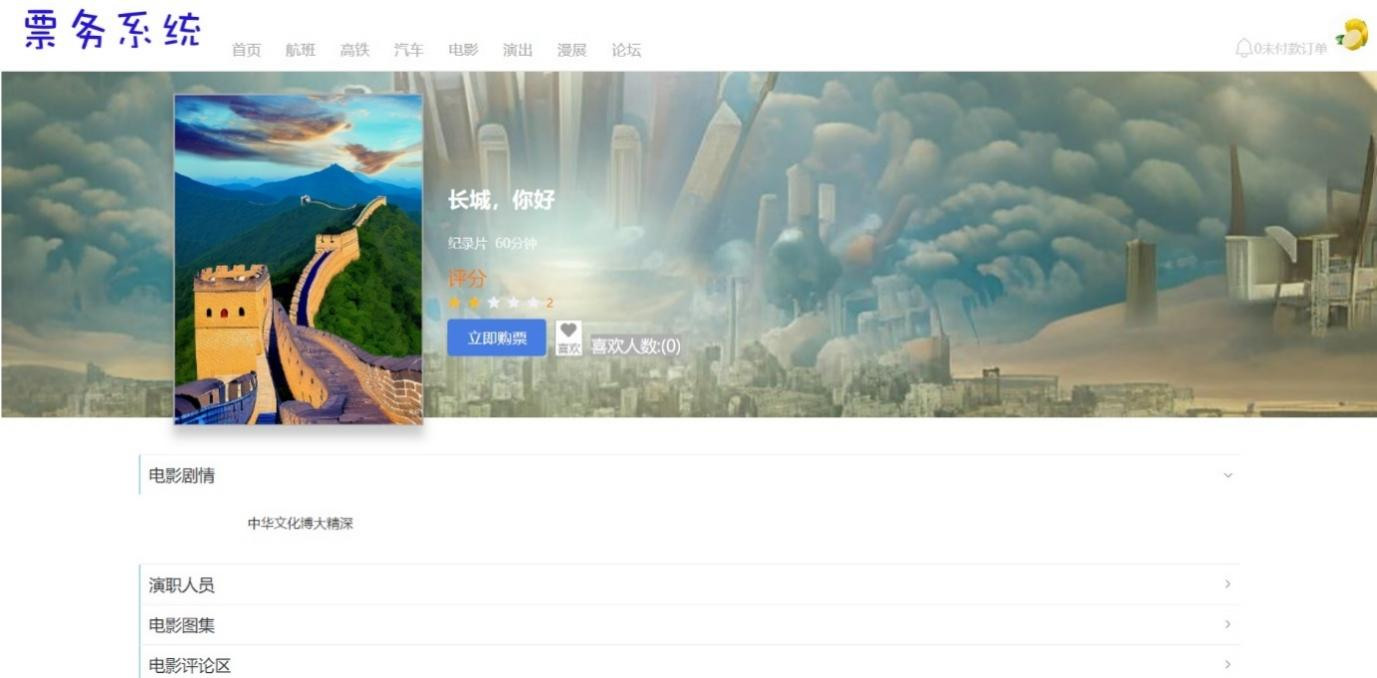 票务系统
首页 航班 高铁 汽车 电影 演出 漫展 论坛
0未付款订单
长城，你好
纪录片 60分钟
评分
2
立即购票
喜欢
喜欢人数:(0)
电影剧情
中华文化博大精深
演职人员
电影图集
电影评论区